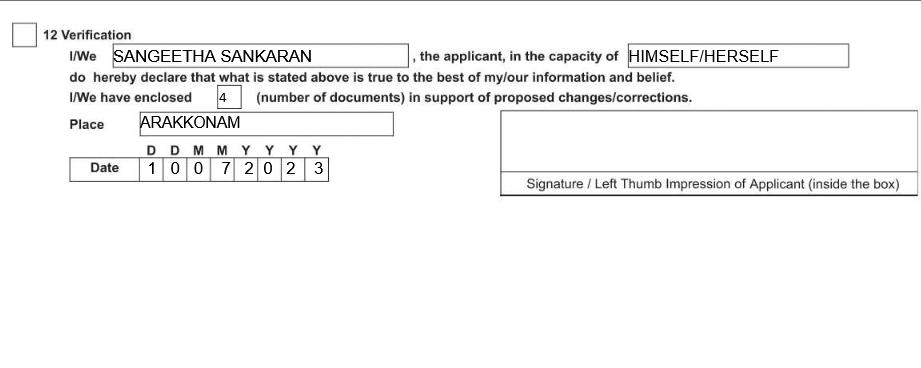 12 Verification
I/We SANGEETHA SANKARAN , the applicant, in the capacity of HIMSELF/HERSELF
do hereby declare that what is stated above is true to the best of my/our information and belief.
I/We have enclosed 4 (number of documents) in support of proposed changes/corrections.
Place ARAKKONAM
D D M M Y Y Y Y
Date 1 0 0 7 2 0 2 3
Signature / Left Thumb Impression of Applicant (inside the box)